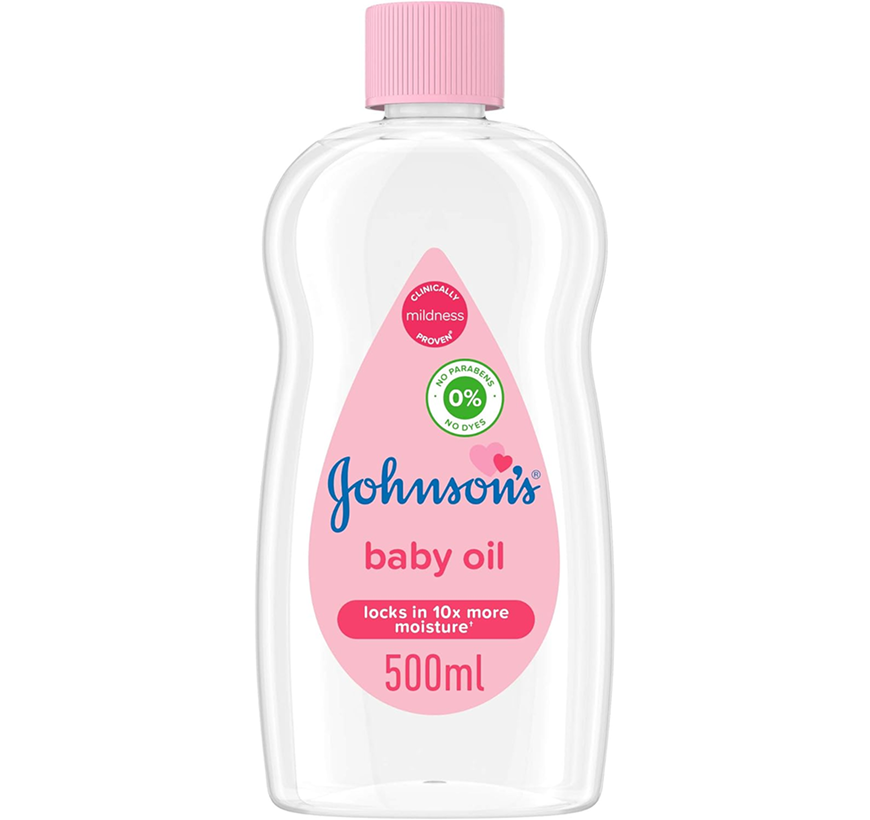 CLINICALLY
mildness
PROVEN®
NO PARABENS
0%
NO DYES
Johnson's®
baby oil
locks in 10x more
moisture†
500ml